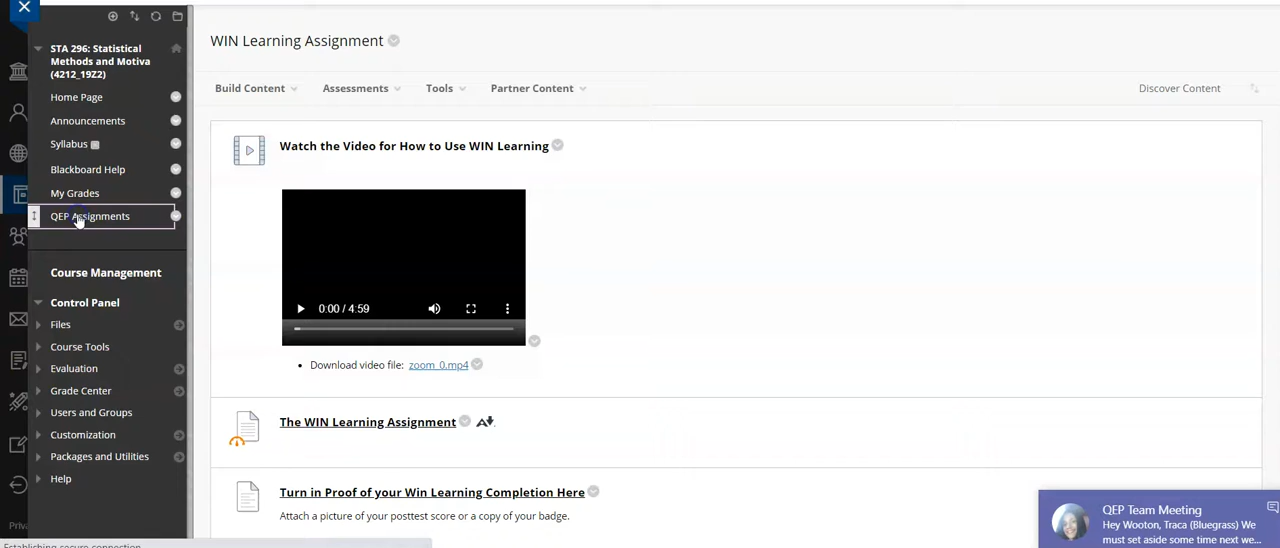 STA 296: Statistical
Methods and Motiva
(4212_19Z2)
Home Page
Announcements
Syllabus
Blackboard Help
My Grades
QEP Assignments
Course Management
Control Panel
Files
Course Tools
Evaluation
Grade Center
Users and Groups
Customization
Packages and Utilities
Help
Priva
Establishing secure connection...
WIN Learning Assignment
Build Content
Assessments
Tools
Partner Content
Discover Content
Watch the Video for How to Use WIN Learning
0:00 / 4:59
Download video file: zoom_0.mp4
The WIN Learning Assignment
Turn in Proof of your Win Learning Completion Here
Attach a picture of your posttest score or a copy of your badge.
QEP Team Meeting
Hey Wooton, Traca (Bluegrass) We
must set aside some time next we...